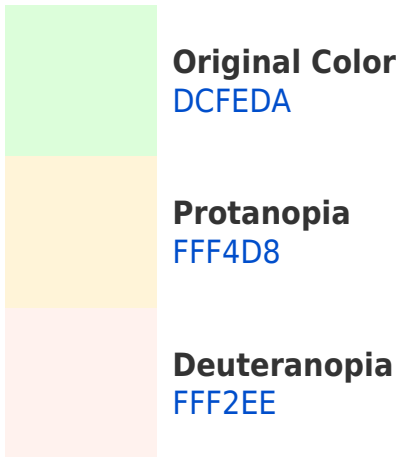 Original Color
DCFEDA
Protanopia
FFF4D8
Deuteranopia
FFF2EE